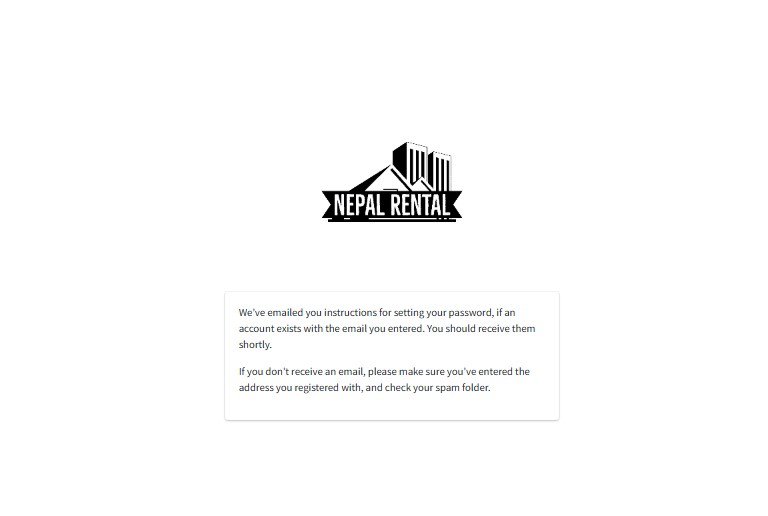 NEPAL RENTAL
We've emailed you instructions for setting your password, if an
account exists with the email you entered. You should receive them
shortly.
If you don't receive an email, please make sure you've entered the
address you registered with, and check your spam folder.